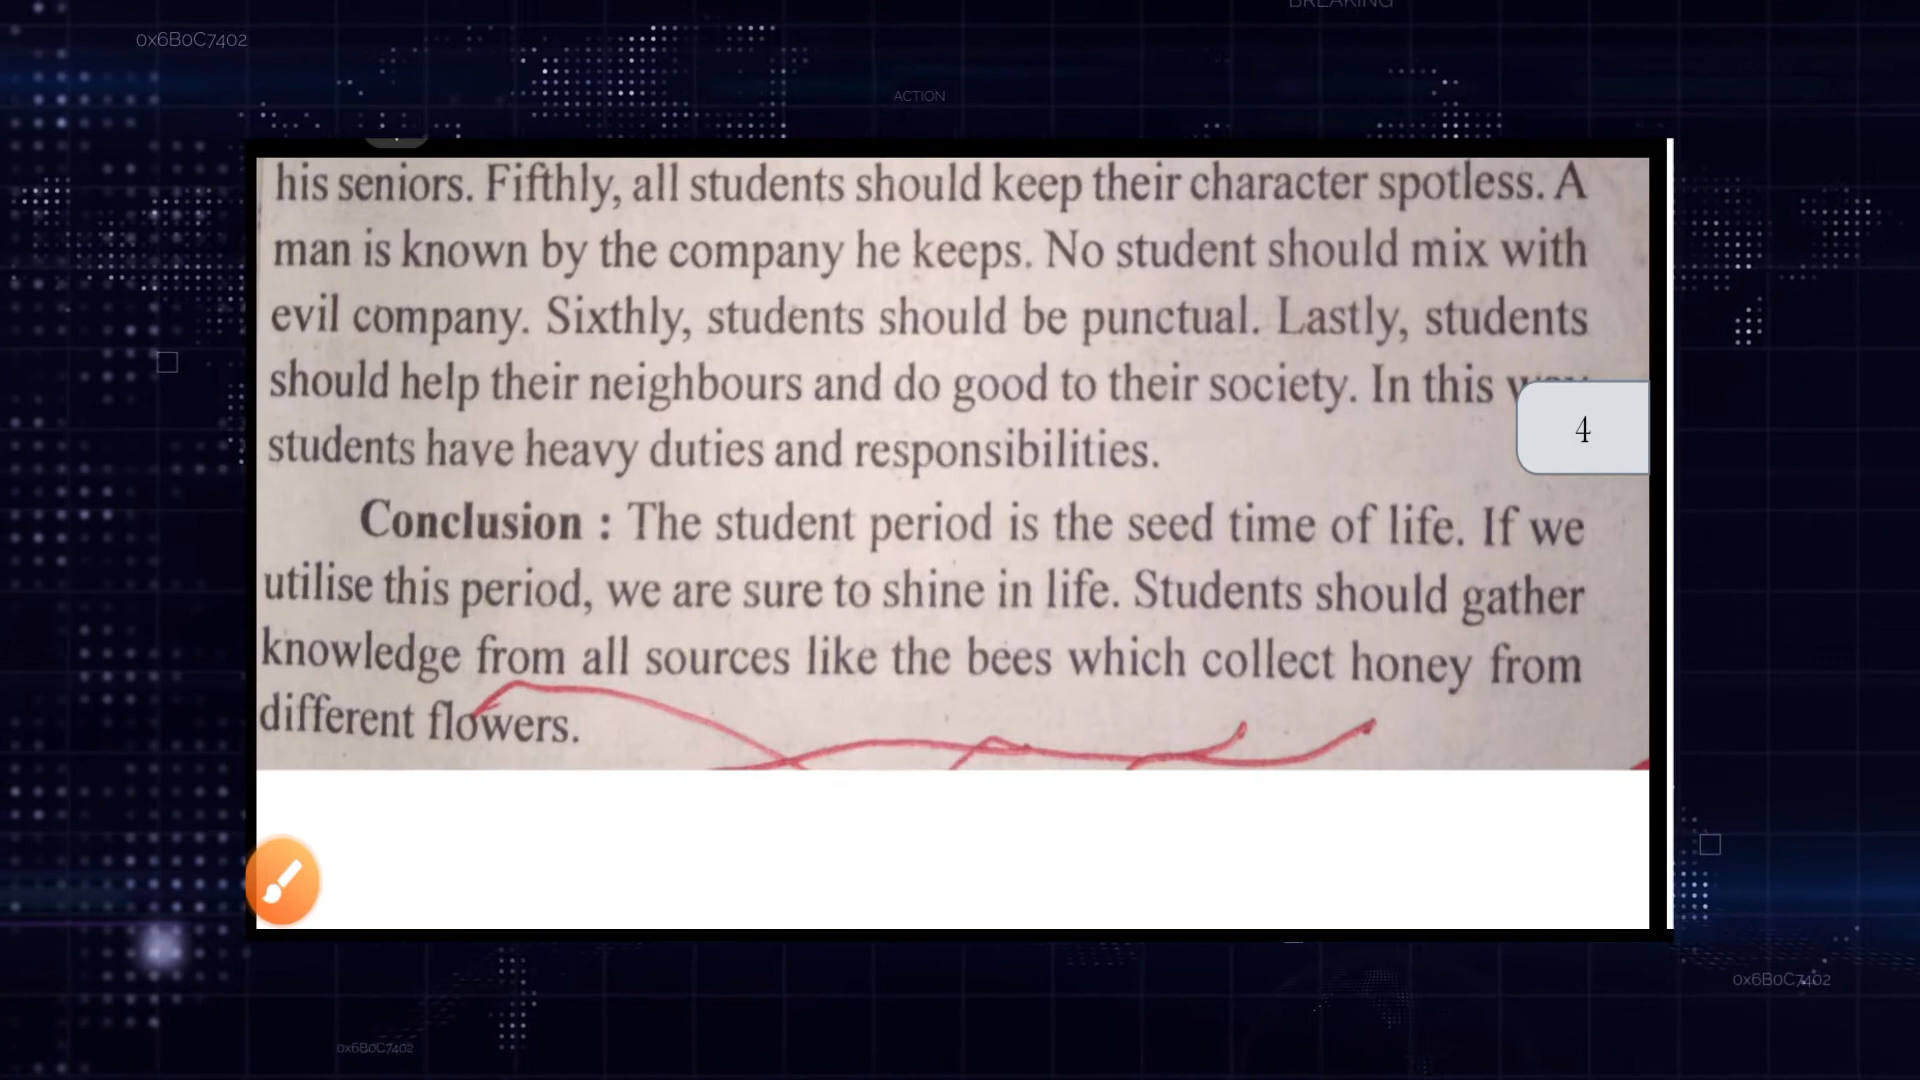 BREAKING
0x6B0C7402
ACTION
his seniors. Fifthly, all students should keep their character spotless. A
man is known by the company he keeps. No student should mix with
evil company. Sixthly, students should be punctual. Lastly, students
should help their neighbours and do good to their society. In this
4
students have heavy duties and responsibilities.
Conclusion : The student period is the seed time of life. If we
utilise this period, we are sure to shine in life. Students should gather
knowledge from all sources like the bees which collect honey from
different flowers.
0x6B0C7402
0x6B0C7402